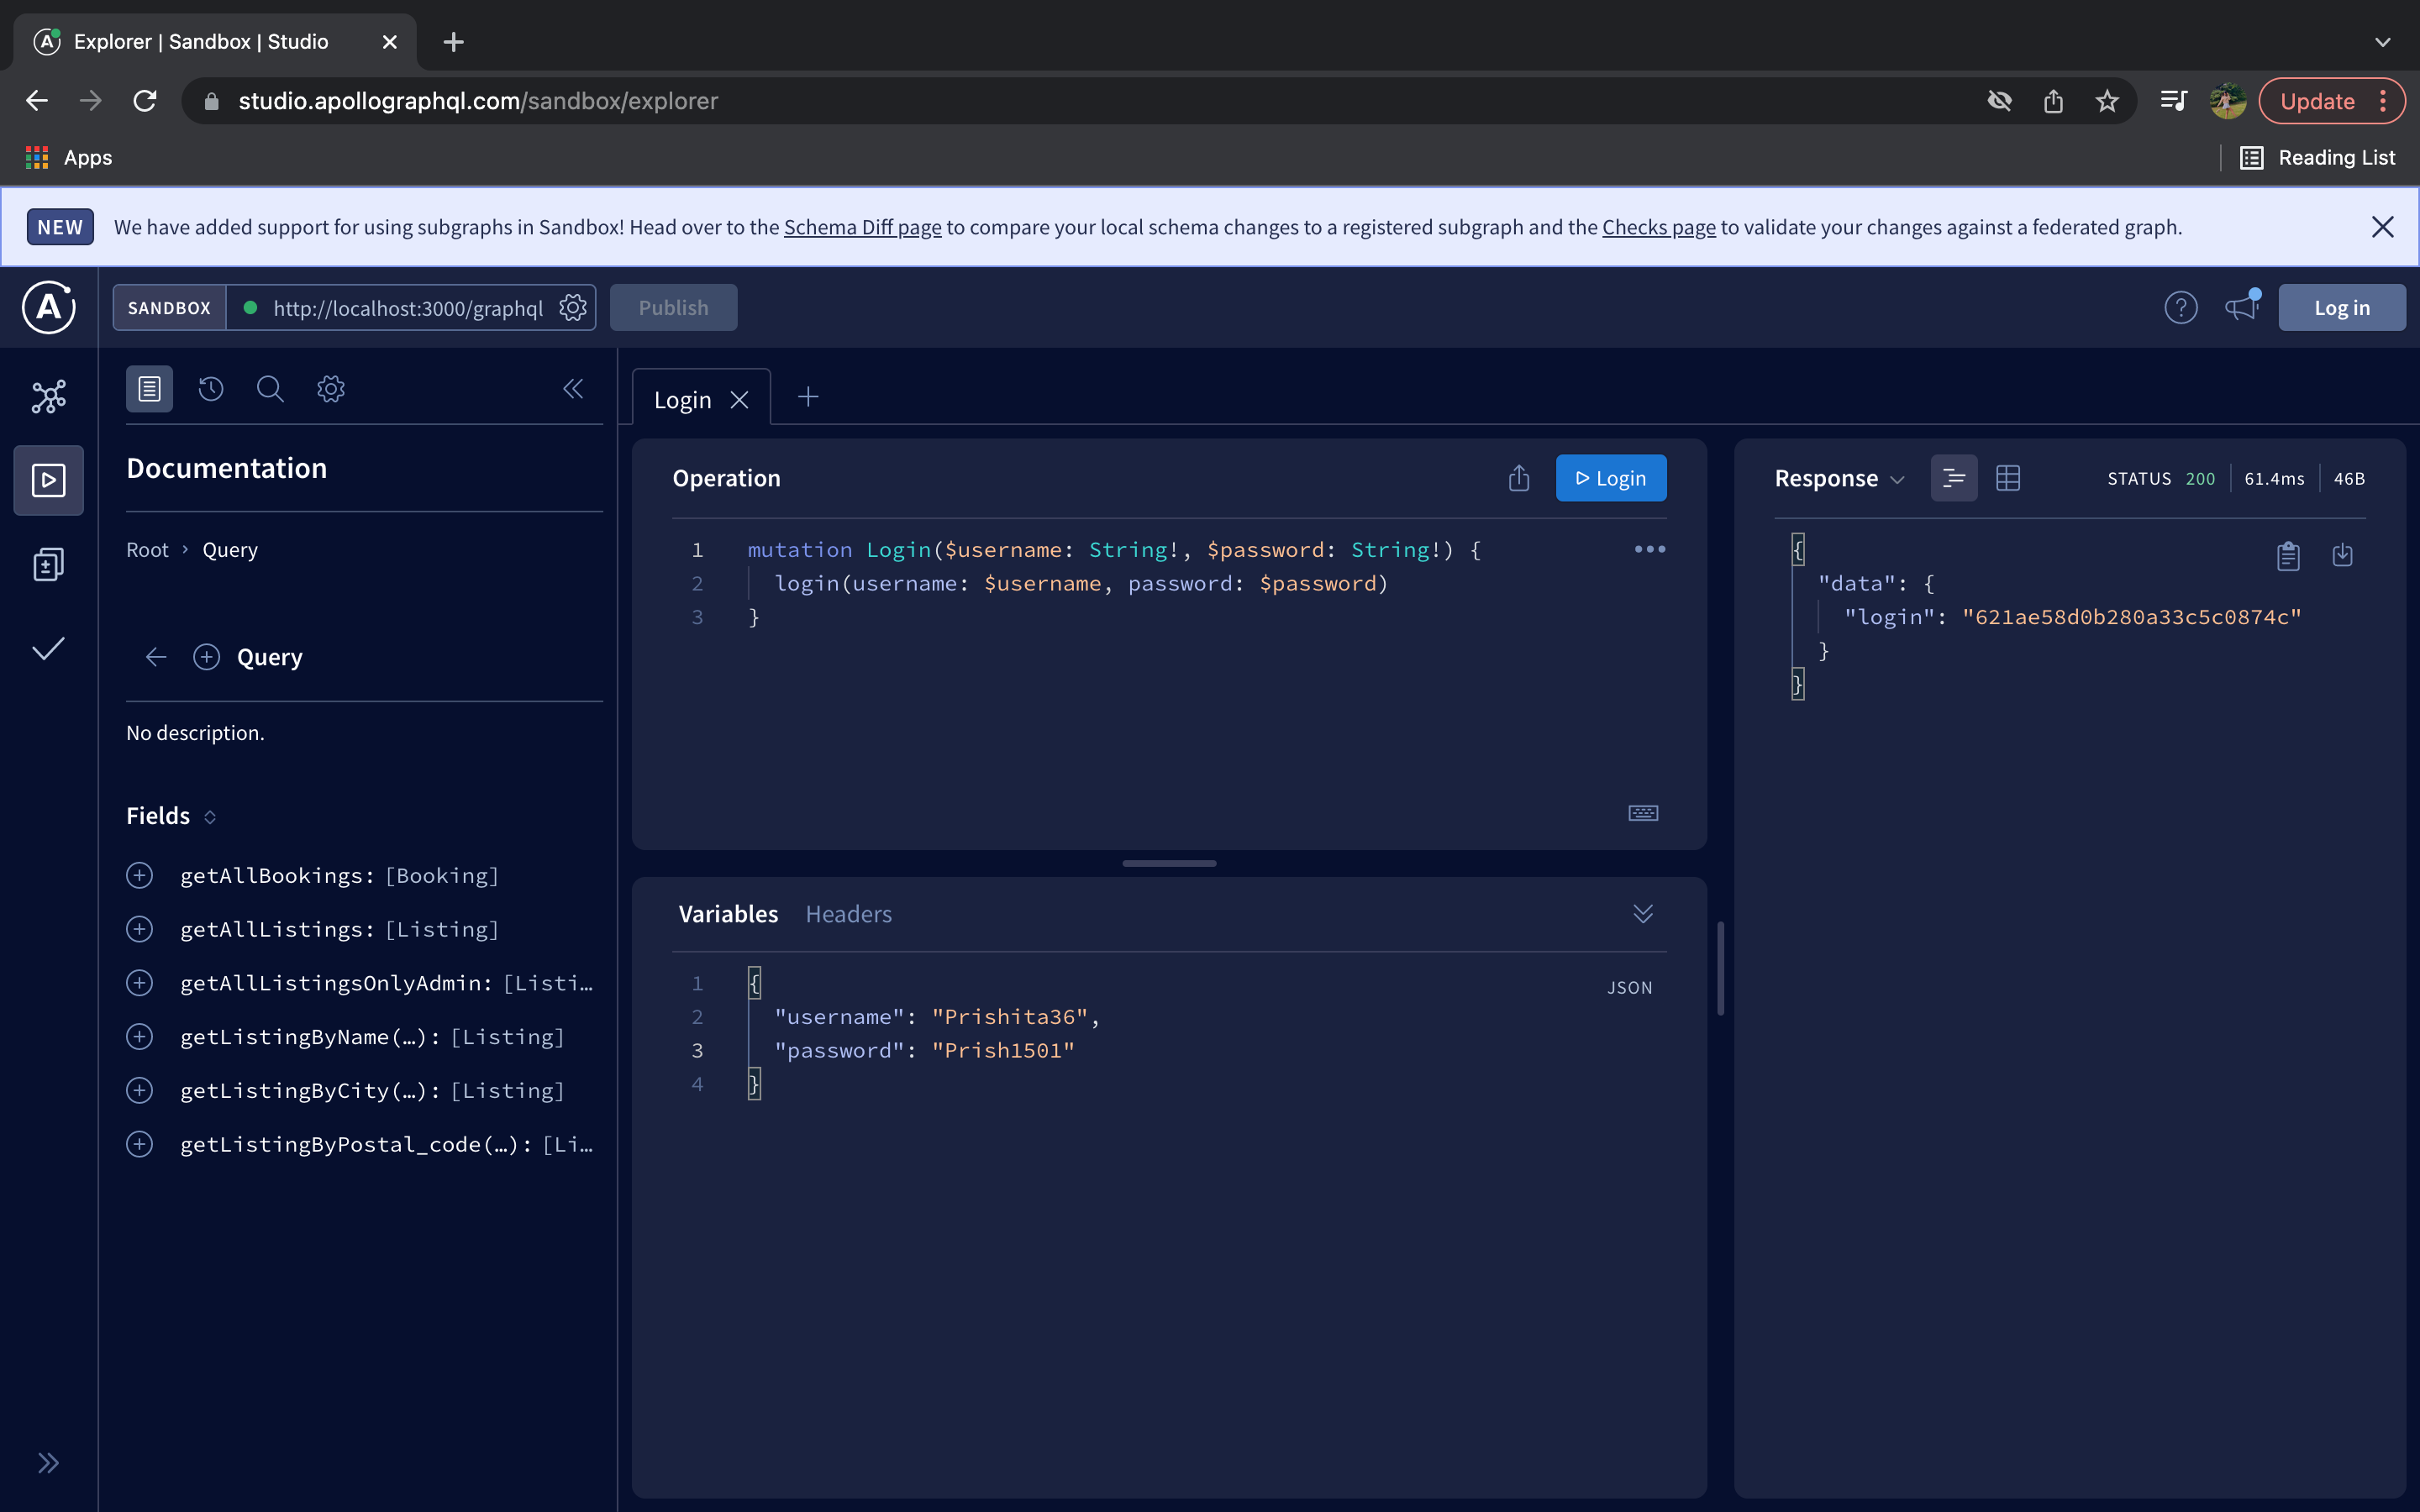 Explorer | Sandbox | Studio
studio.apollographql.com/sandbox/explorer
Update
Apps
Reading List
NEW We have added support for using subgraphs in Sandbox! Head over to the Schema Diff page to compare your local schema changes to a registered subgraph and the Checks page to validate your changes against a federated graph.
SANDBOX http://localhost:3000/graphql Publish Log in
Documentation
Root › Query
Query
No description.
Fields
getAllBookings: [Booking]
getAllListings: [Listing]
getAllListingsOnlyAdmin: [Listi…
getListingByName(…): [Listing]
getListingByCity(…): [Listing]
getListingByPostal_code(…): [Li…
Login
Operation
Login
1 mutation Login($username: String!, $password: String!) {
2 login(username: $username, password: $password)
3 }
Variables Headers
JSON
1 {
2 "username": "Prishita36",
3 "password": "Prish1501"
4 }
Response STATUS 200 61.4ms 46B
{
"data": {
"login": "621ae58d0b280a33c5c0874c"
}
}